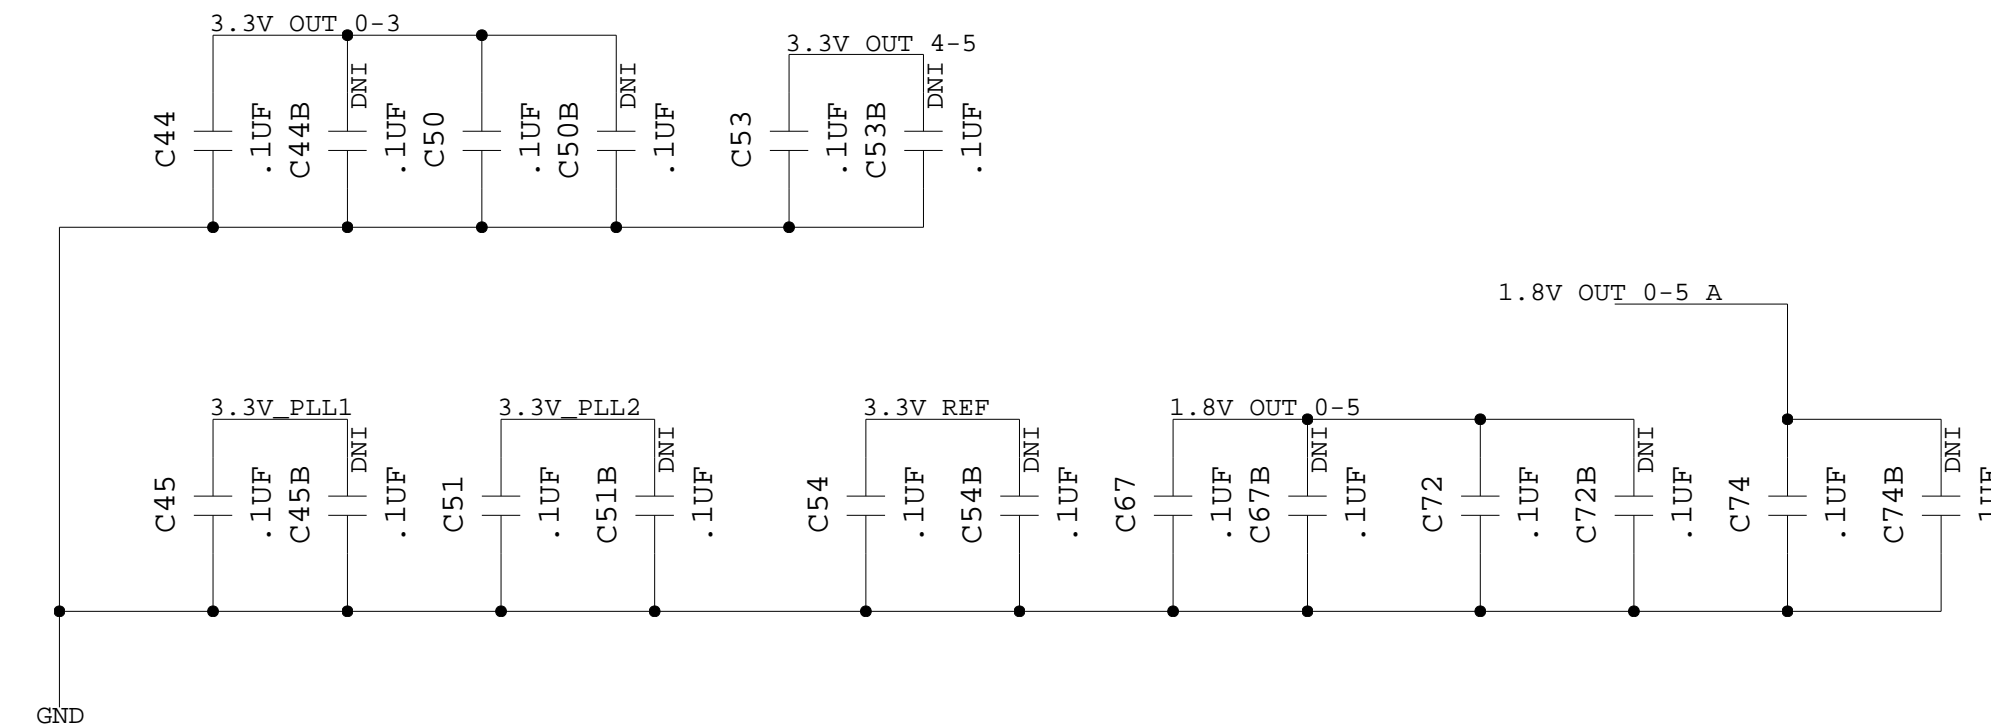 3.3V OUT 0-3
3.3V OUT 4-5
C44
.1UF
C44B
DNI
.1UF
C50
.1UF
C50B
DNI
.1UF
C53
.1UF
C53B
DNI
.1UF
1.8V OUT 0-5 A
3.3V_PLL1
3.3V_PLL2
3.3V REF
1.8V OUT 0-5
C45
.1UF
C45B
DNI
.1UF
C51
.1UF
C51B
DNI
.1UF
C54
.1UF
C54B
DNI
.1UF
C67
.1UF
C67B
DNI
.1UF
C72
.1UF
C72B
DNI
.1UF
C74
.1UF
C74B
DNI
GND